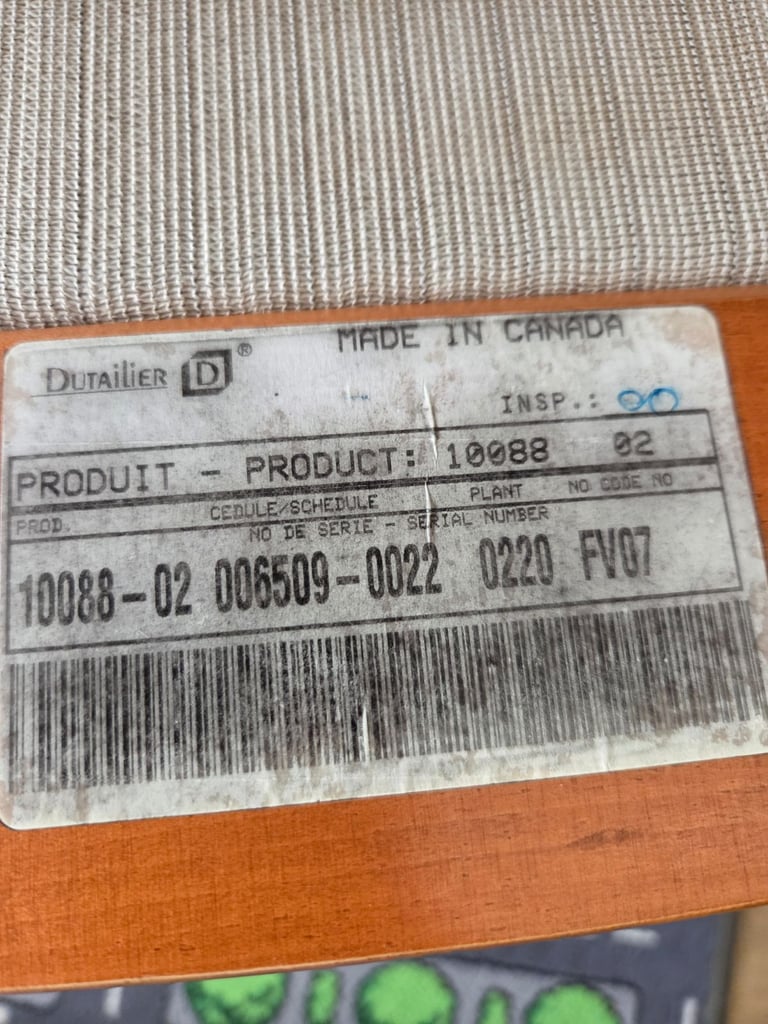 MADE IN CANADA
DUTAILIER D ®
INSP.:
PRODUIT - PRODUCT: 10088 02
PROD. CEDULE/SCHEDULE PLANT NO CODE NO
NO DE SERIE - SERIAL NUMBER
10088-02 006509-0022 0220 FV07